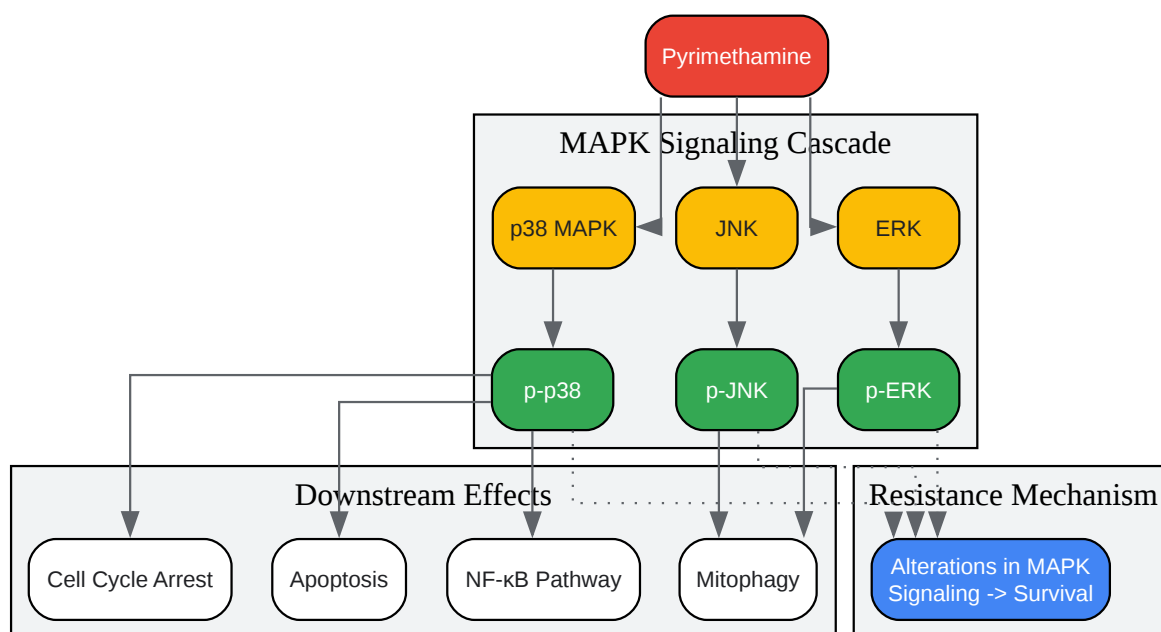 Pyrimethamine
MAPK Signaling Cascade
p38 MAPK
JNK
ERK
p-p38
p-JNK
p-ERK
Downstream Effects
Resistance Mechanism
Cell Cycle Arrest
Apoptosis
NF-κB Pathway
Mitophagy
Alterations in MAPK
Signaling -> Survival